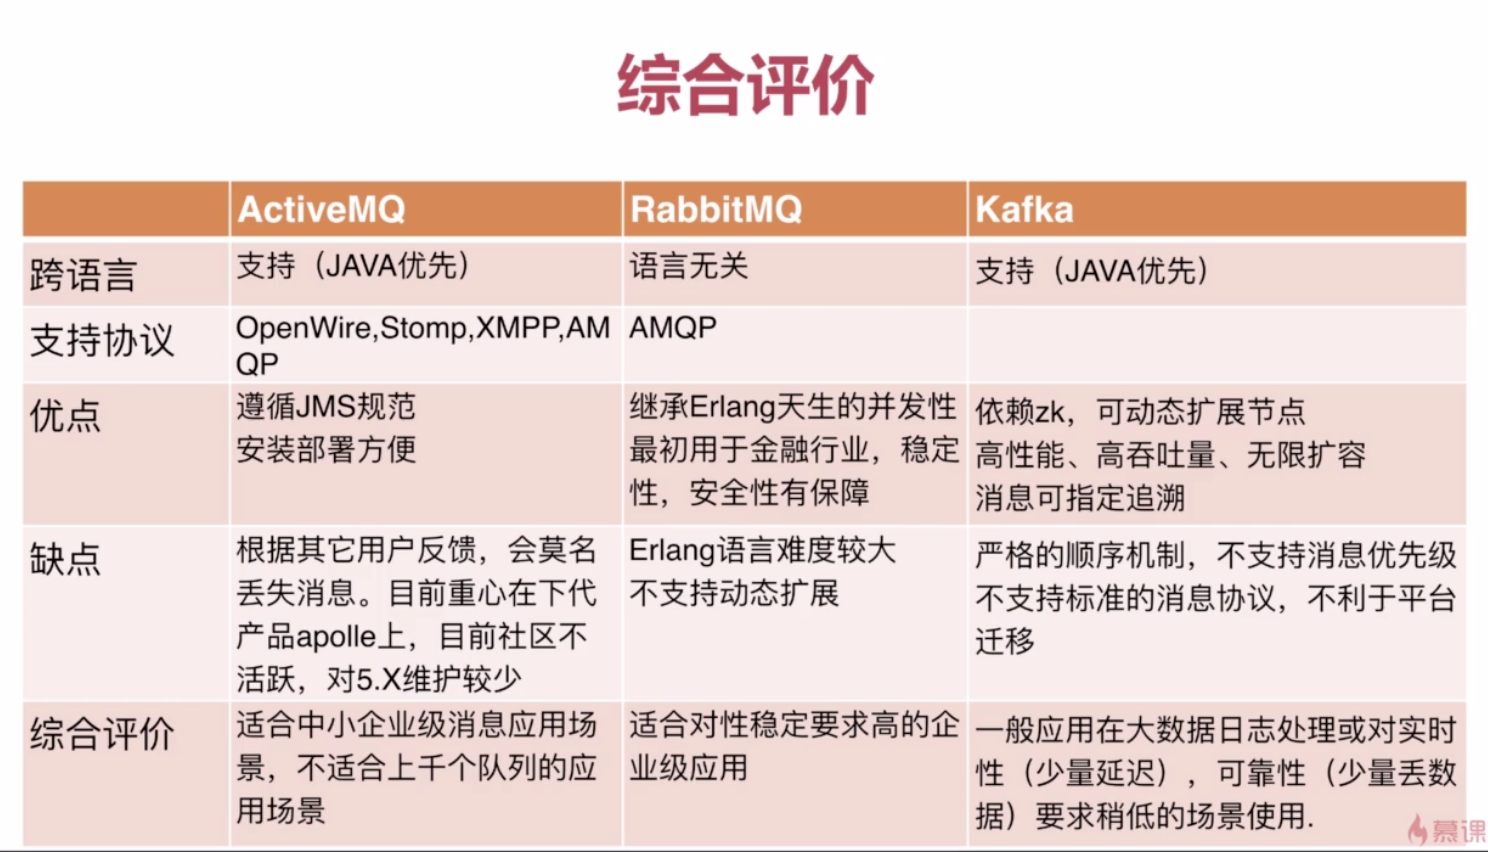 综合评价
ActiveMQ
RabbitMQ
Kafka
跨语言
支持（JAVA优先）
语言无关
支持（JAVA优先）
支持协议
OpenWire,Stomp,XMPP,AM
QP
AMQP
优点
遵循JMS规范
安装部署方便
继承Erlang天生的并发性
最初用于金融行业，稳定
性，安全性有保障
依赖zk，可动态扩展节点
高性能、高吞吐量、无限扩容
消息可指定追溯
缺点
根据其它用户反馈，会莫名
丢失消息。目前重心在下代
产品apolle上，目前社区不
活跃，对5.X维护较少
Erlang语言难度较大
不支持动态扩展
严格的顺序机制，不支持消息优先级
不支持标准的消息协议，不利于平台
迁移
综合评价
适合中小企业级消息应用场
景，不适合上千个队列的应
用场景
适合对性稳定要求高的企
业级应用
一般应用在大数据日志处理或对实时
性（少量延迟），可靠性（少量丢数
据）要求稍低的场景使用.
慕课